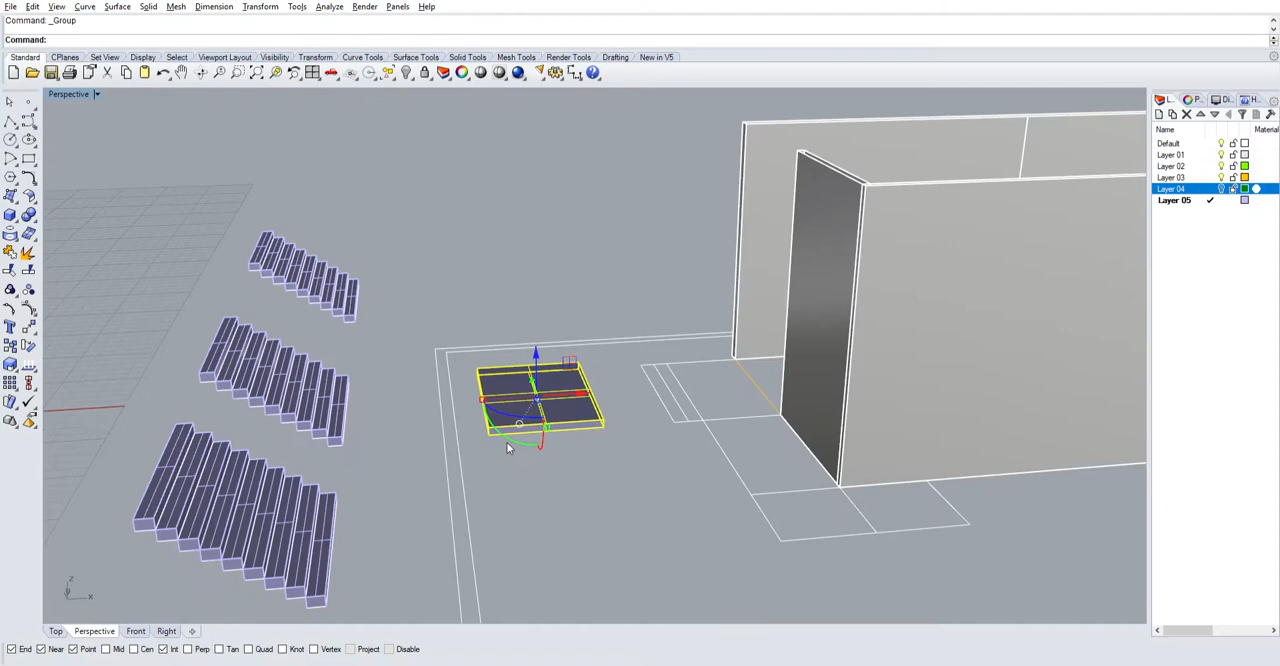 File Edit View Curve Surface Solid Mesh Dimension Transform Tools Analyze Render Panels Help
Command: _Group
Command:
Standard CPlanes Set View Display Select Viewport Layout Visibility Transform Curve Tools Surface Tools Solid Tools Mesh Tools Render Tools Drafting New in V5
Perspective
L... P... Di... H...
Name Material
Default
Layer 01
Layer 02
Layer 03
Layer 04
Layer 05
z
x
Top Perspective Front Right
End Near Point Mid Cen Int Perp Tan Quad Knot Vertex Project Disable